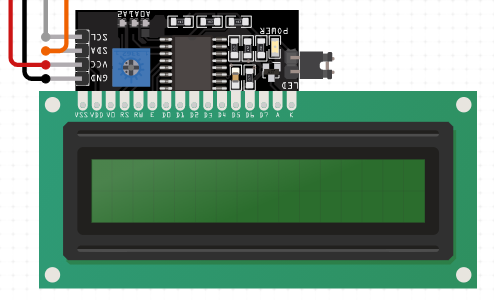 A2A1A0
POWER
SCL
SDA
VCC
GND
LED
VSS VDD VO RS RW E D0 D1 D2 D3 D4 D5 D6 D7 A K